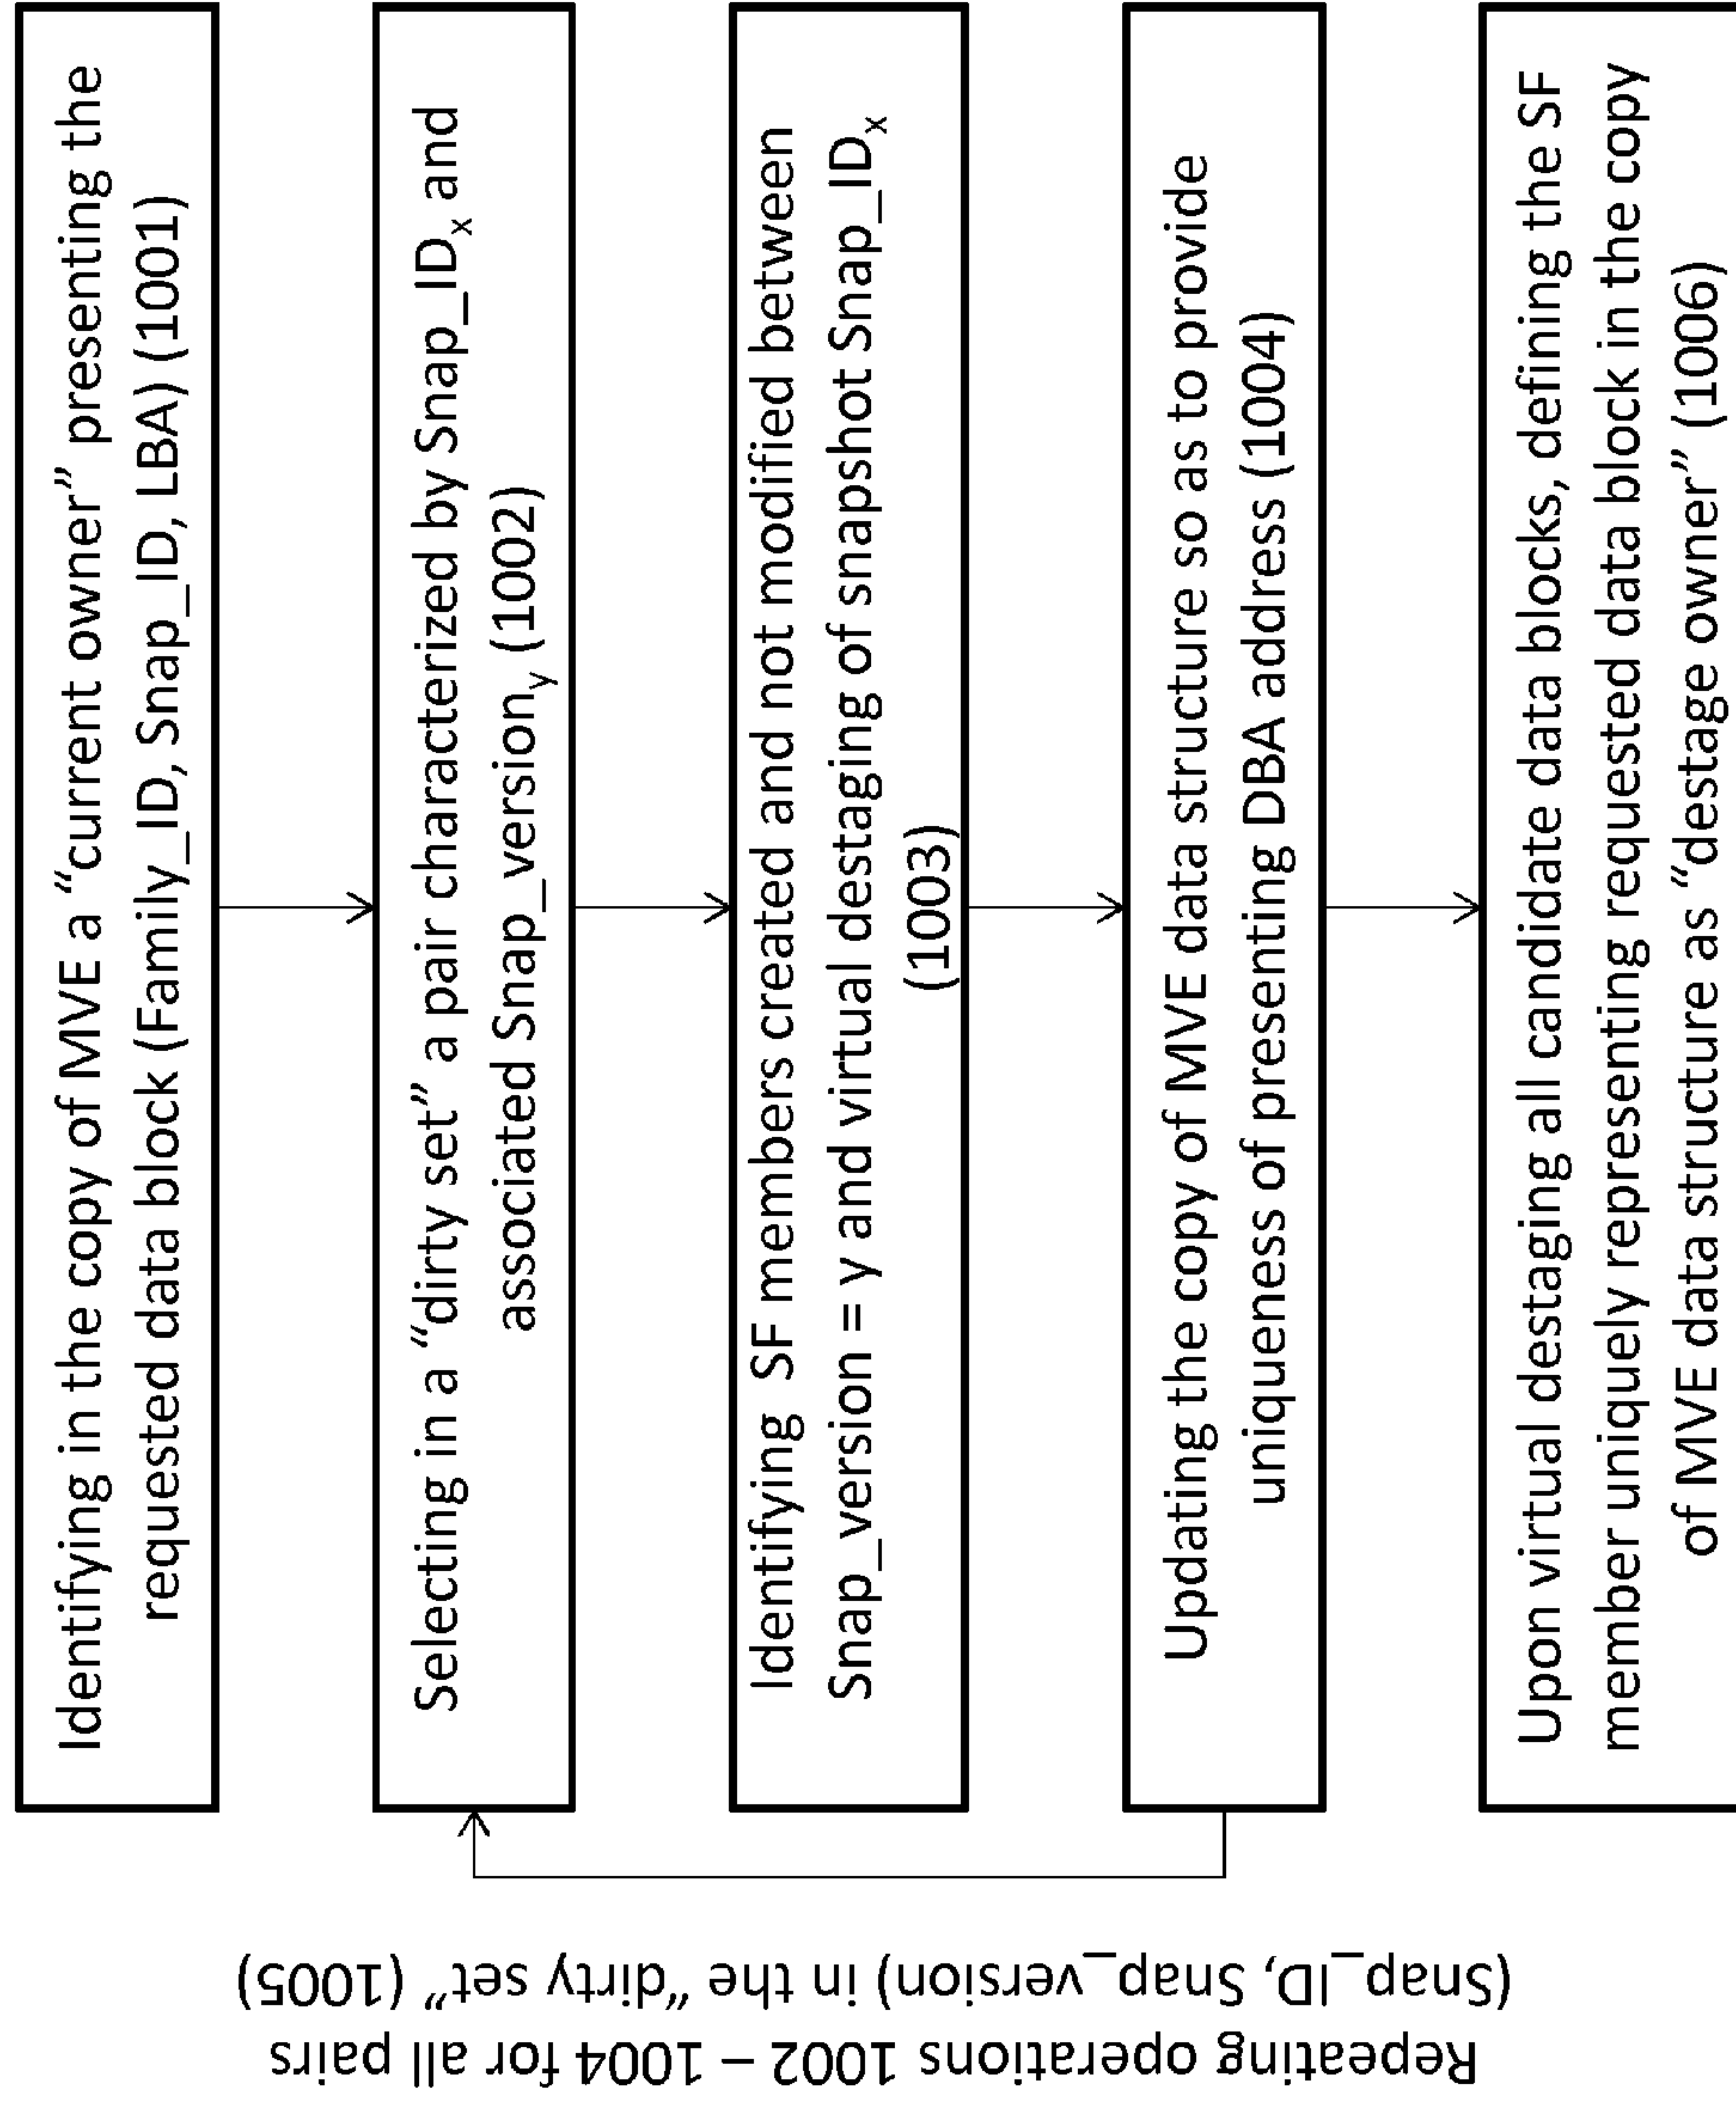 Identifying in the copy of MVE a “current owner” presenting the
requested data block (Family_ID, Snap_ID, LBA) (1001)
Selecting in a “dirty set” a pair characterized by Snap_IDx and
associated Snap_versiony (1002)
Identifying SF members created and not modified between
Snap_version = y and virtual destaging of snapshot Snap_IDx
(1003)
Updating the copy of MVE data structure so as to provide
uniqueness of presenting DBA address (1004)
Upon virtual destaging all candidate data blocks, defining the SF
member uniquely representing requested data block in the copy
of MVE data structure as “destage owner” (1006)
Repeating operations 1002 – 1004 for all pairs
(Snap_ID, Snap_version) in the “dirty set” (1005)